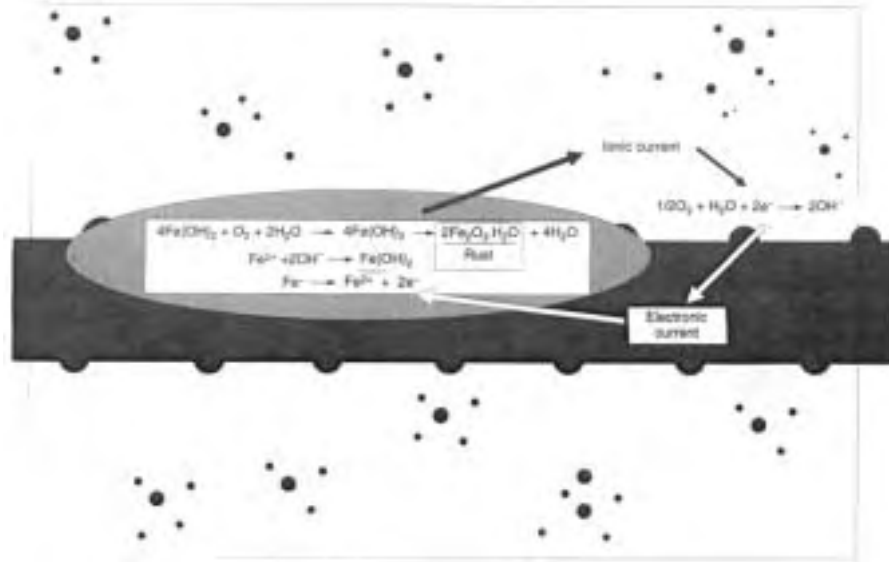 Ionic current
1/2O₂ + H₂O + 2e⁻ → 2OH⁻
4Fe(OH)₂ + O₂ + 2H₂O → 4Fe(OH)₃ → 2Fe₂O₃.H₂O + 4H₂O
Rust
Fe²⁺ +2OH⁻ → Fe(OH)₂
Fe⁻ → Fe²⁺ + 2e⁻
Electronic
current